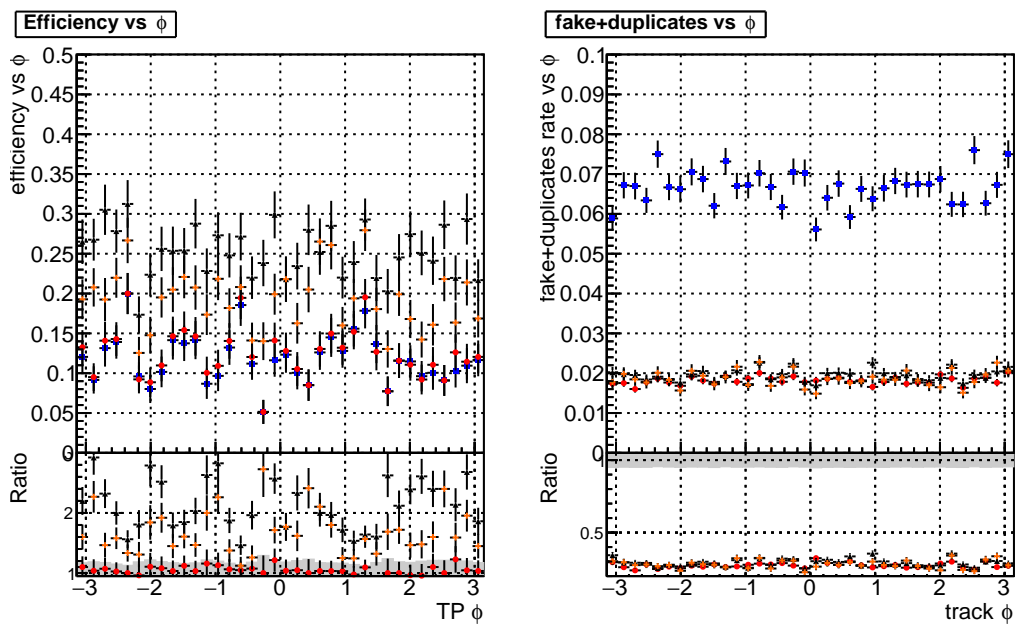 Efficiency vs ϕ
efficiency vs ϕ
0.5
0.45
0.4
0.35
0.3
0.25
0.2
0.15
0.1
0.05
0
Ratio
2
1
−3 −2 −1 0 1 2 3
TP ϕ
fake+duplicates vs ϕ
fake+duplicates rate vs ϕ
0.1
0.09
0.08
0.07
0.06
0.05
0.04
0.03
0.02
0.01
0
Ratio
1
0.5
−3 −2 −1 0 1 2 3
track ϕ